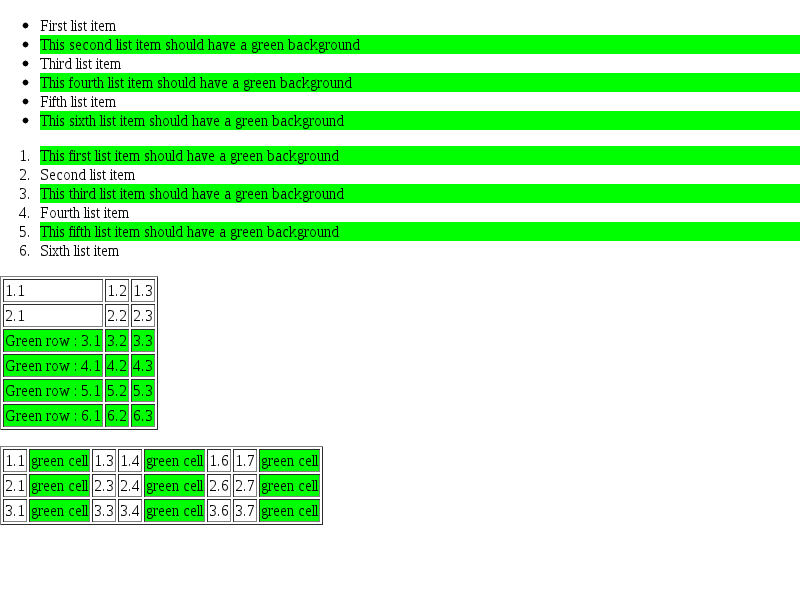 First list item
This second list item should have a green background
Third list item
This fourth list item should have a green background
Fifth list item
This sixth list item should have a green background
1. This first list item should have a green background
2. Second list item
3. This third list item should have a green background
4. Fourth list item
5. This fifth list item should have a green background
6. Sixth list item
1.1 1.2 1.3
2.1 2.2 2.3
Green row : 3.1 3.2 3.3
Green row : 4.1 4.2 4.3
Green row : 5.1 5.2 5.3
Green row : 6.1 6.2 6.3
1.1 green cell 1.3 1.4 green cell 1.6 1.7 green cell
2.1 green cell 2.3 2.4 green cell 2.6 2.7 green cell
3.1 green cell 3.3 3.4 green cell 3.6 3.7 green cell